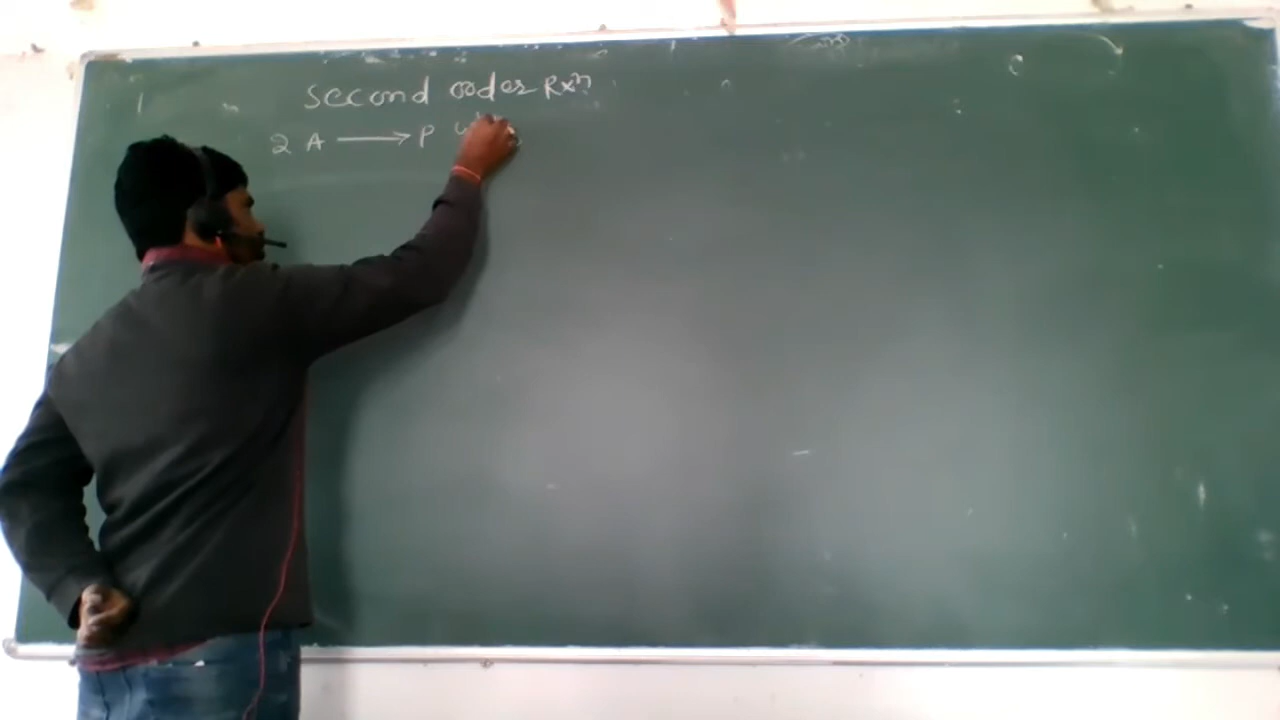 second order Rxn
2 A ⟶ P